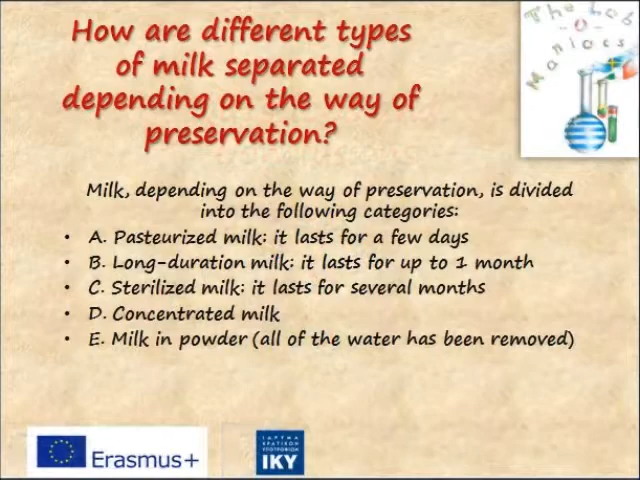 How are different types
of milk separated
depending on the way of
preservation?
The Lab
-O-
Maniacs
Milk, depending on the way of preservation, is divided
into the following categories:
• A. Pasteurized milk: it lasts for a few days
• B. Long-duration milk: it lasts for up to 1 month
• C. Sterilized milk: it lasts for several months
• D. Concentrated milk
• E. Milk in powder (all of the water has been removed)
Erasmus+
ΙΔΡΥΜΑ
ΚΡΑΤΙΚΩΝ
ΥΠΟΤΡΟΦΙΩΝ
IKY